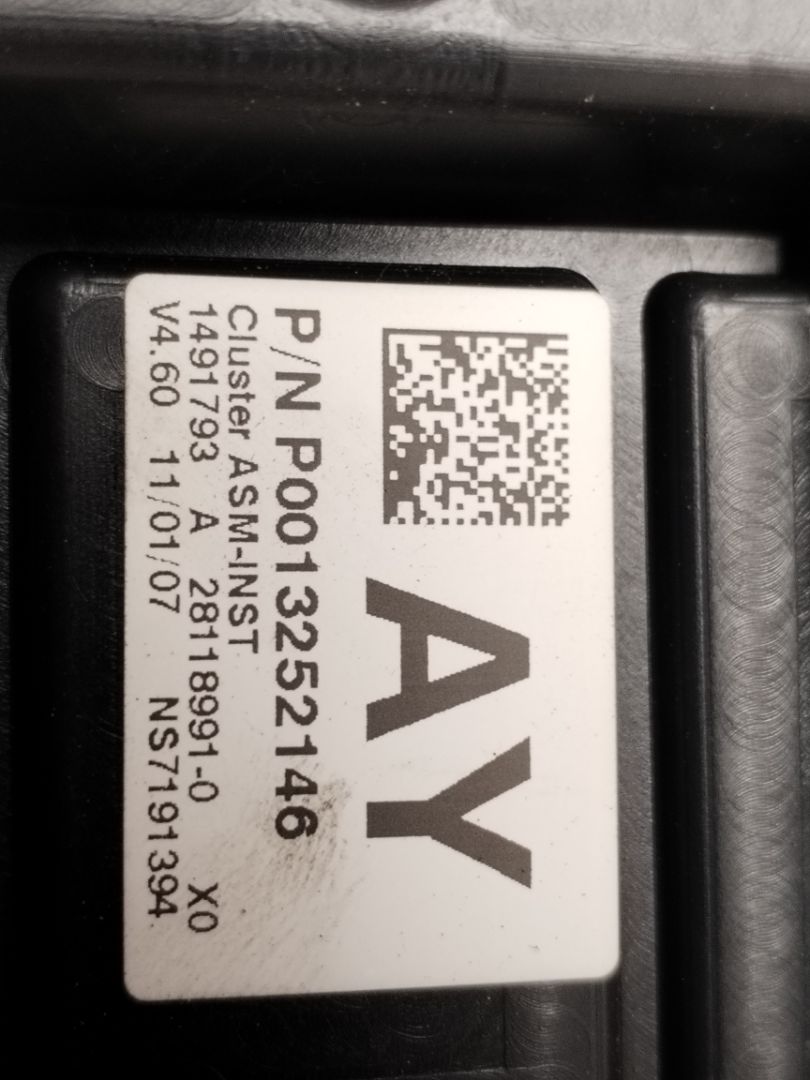 AY
P/N P0013252146
Cluster ASM-INST
1491793 A 28118991-0 X0
V4.60 11/01/07 NS7191394